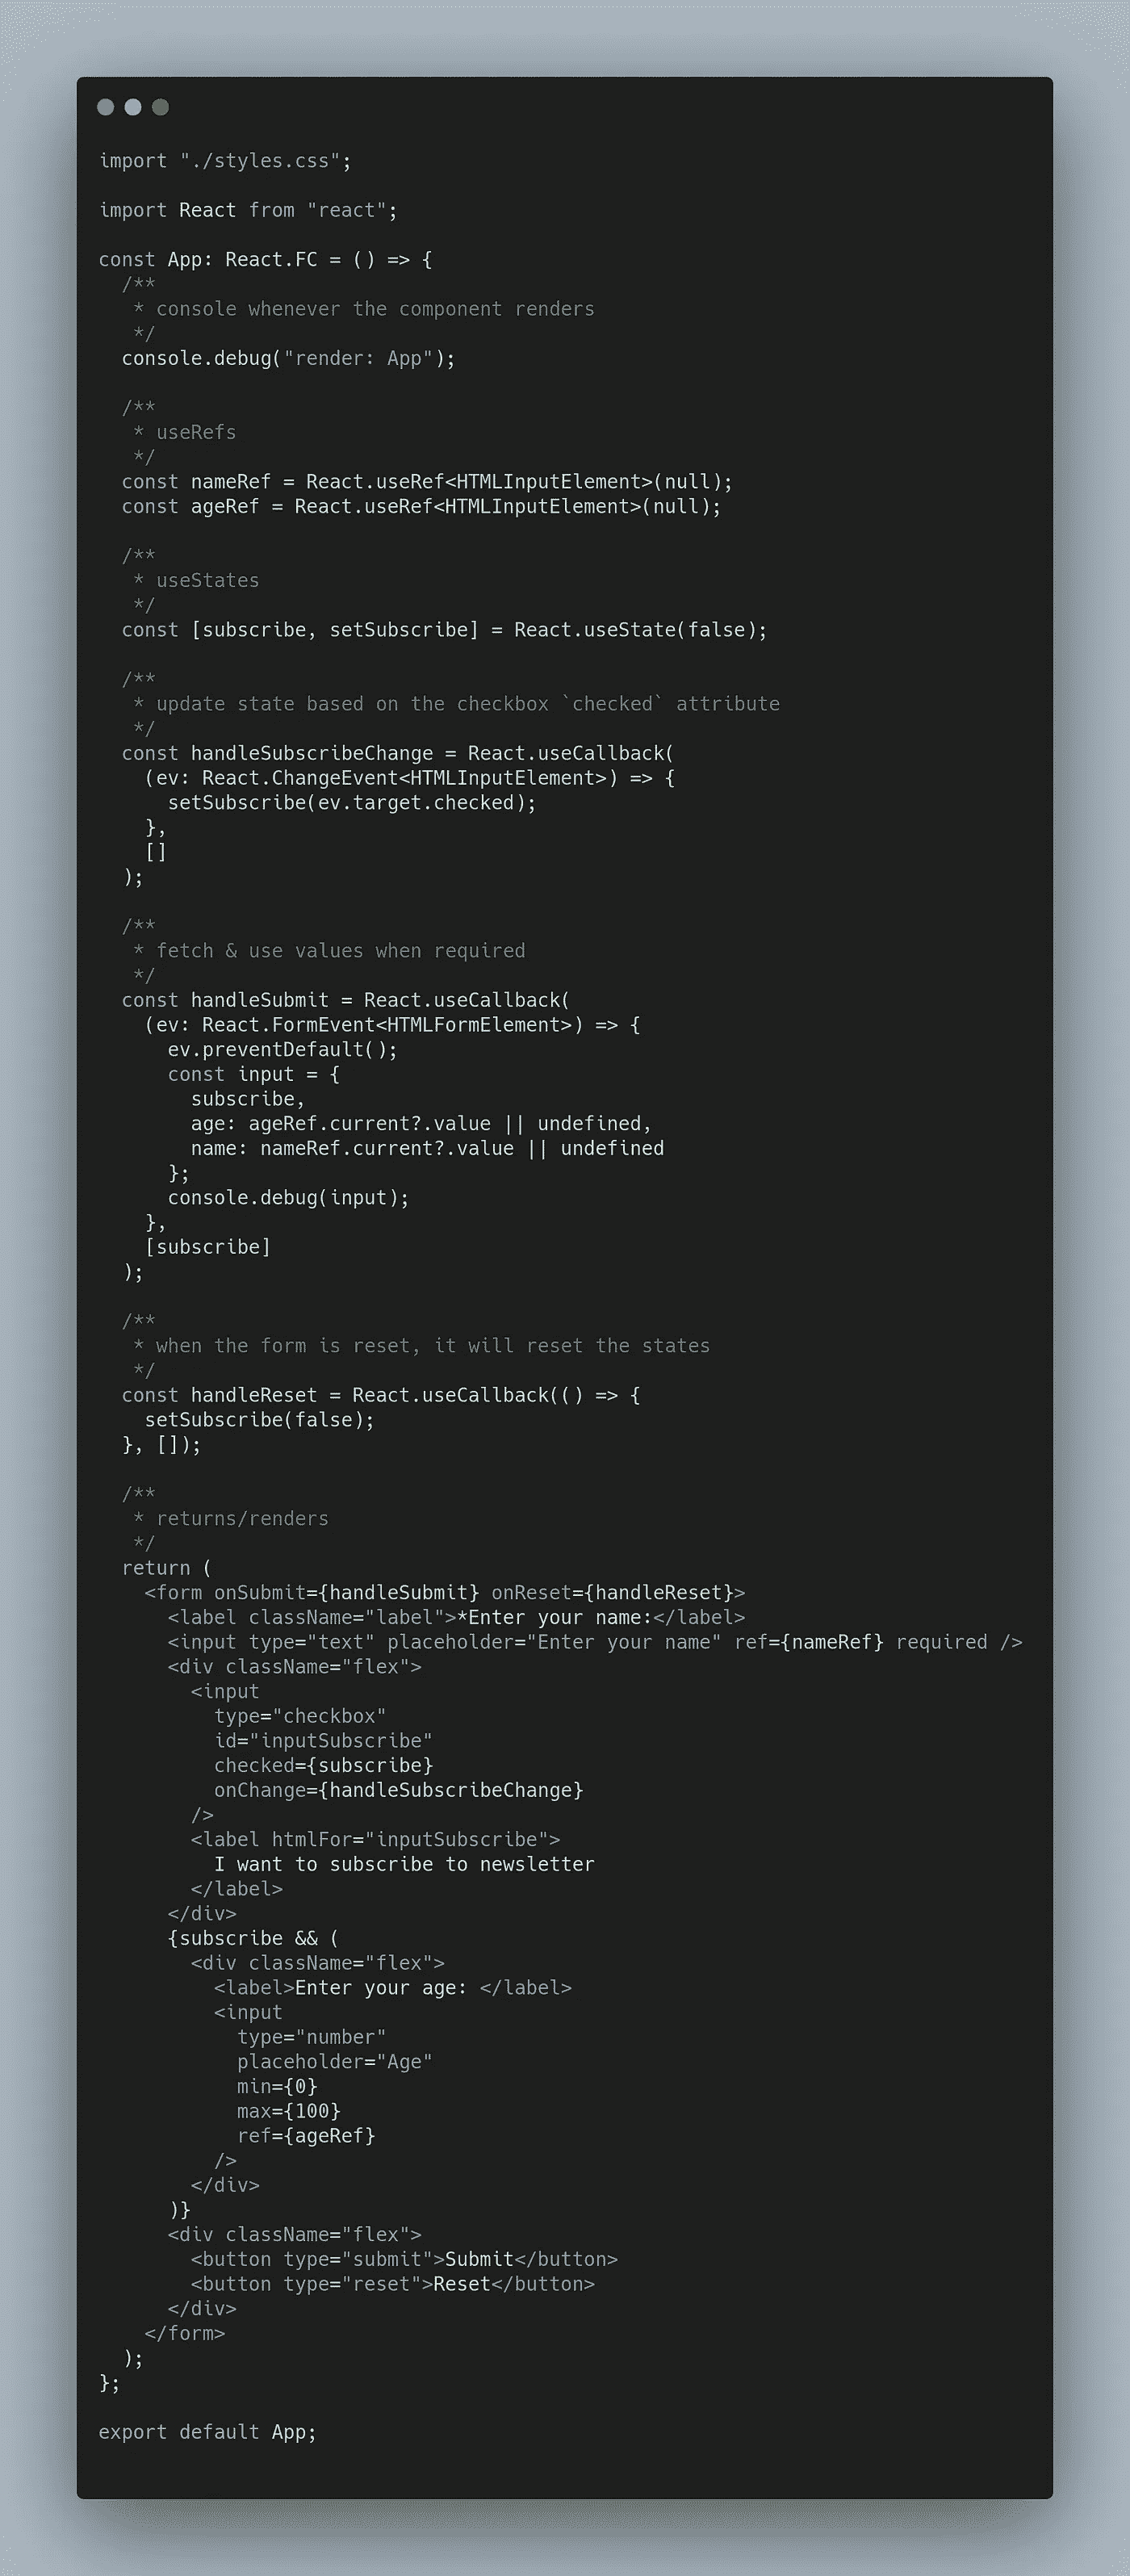 import "./styles.css";

import React from "react";

const App: React.FC = () => {
  /**
   * console whenever the component renders
   */
  console.debug("render: App");

  /**
   * useRefs
   */
  const nameRef = React.useRef<HTMLInputElement>(null);
  const ageRef = React.useRef<HTMLInputElement>(null);

  /**
   * useStates
   */
  const [subscribe, setSubscribe] = React.useState(false);

  /**
   * update state based on the checkbox `checked` attribute
   */
  const handleSubscribeChange = React.useCallback(
    (ev: React.ChangeEvent<HTMLInputElement>) => {
      setSubscribe(ev.target.checked);
    },
    []
  );

  /**
   * fetch & use values when required
   */
  const handleSubmit = React.useCallback(
    (ev: React.FormEvent<HTMLFormElement>) => {
      ev.preventDefault();
      const input = {
        subscribe,
        age: ageRef.current?.value || undefined,
        name: nameRef.current?.value || undefined
      };
      console.debug(input);
    },
    [subscribe]
  );

  /**
   * when the form is reset, it will reset the states
   */
  const handleReset = React.useCallback(() => {
    setSubscribe(false);
  }, []);

  /**
   * returns/renders
   */
  return (
    <form onSubmit={handleSubmit} onReset={handleReset}>
      <label className="label">*Enter your name:</label>
      <input type="text" placeholder="Enter your name" ref={nameRef} required />
      <div className="flex">
        <input
          type="checkbox"
          id="inputSubscribe"
          checked={subscribe}
          onChange={handleSubscribeChange}
        />
        <label htmlFor="inputSubscribe">
          I want to subscribe to newsletter
        </label>
      </div>
      {subscribe && (
        <div className="flex">
          <label>Enter your age: </label>
          <input
            type="number"
            placeholder="Age"
            min={0}
            max={100}
            ref={ageRef}
          />
        </div>
      )}
      <div className="flex">
        <button type="submit">Submit</button>
        <button type="reset">Reset</button>
      </div>
    </form>
  );
};

export default App;